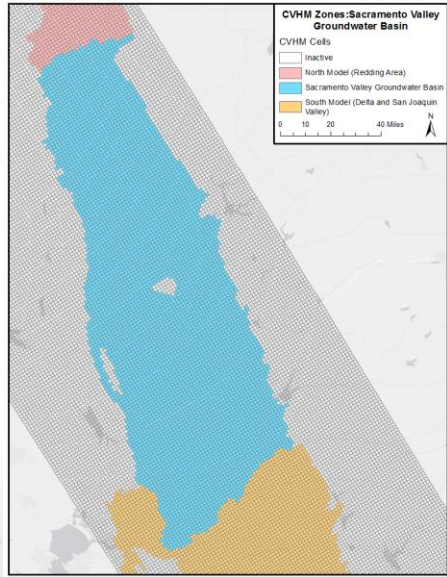 CVHM Zones:Sacramento Valley
Groundwater Basin
CVHM Cells
Inactive
North Model (Redding Area)
Sacramento Valley Groundwater Basin
South Model (Delta and San Joaquin
Valley)
0 5 10 20 40 Miles
N